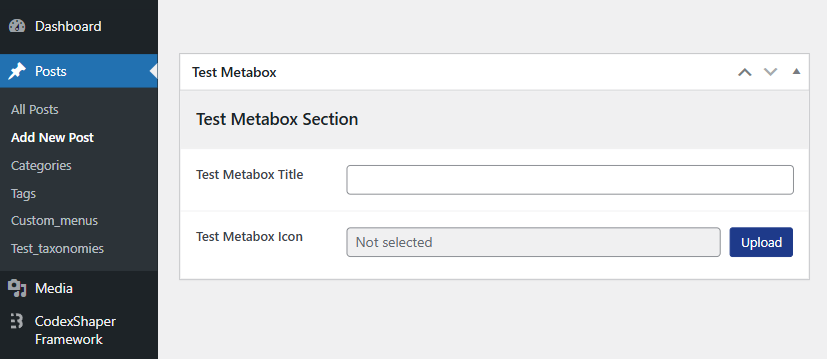 Dashboard
Posts
All Posts
Add New Post
Categories
Tags
Custom_menus
Test_taxonomies
Media
CodexShaper
Framework
Test Metabox
Test Metabox Section
Test Metabox Title
Test Metabox Icon
Not selected
Upload